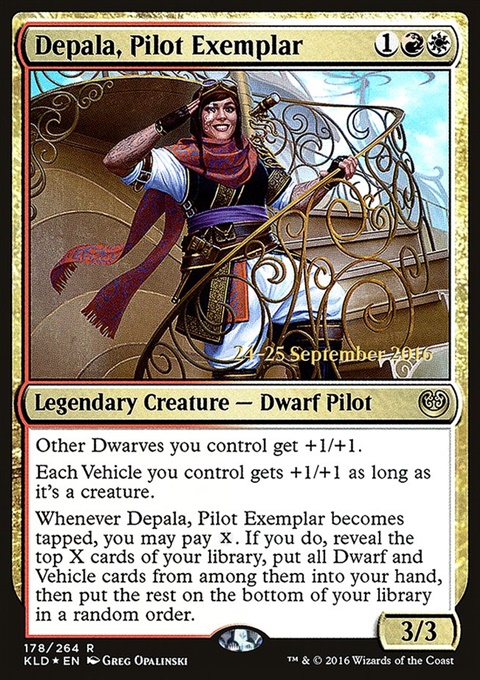 Depala, Pilot Exemplar 1
24–25 September 2016
Legendary Creature — Dwarf Pilot
Other Dwarves you control get +1/+1.
Each Vehicle you control gets +1/+1 as long as
it's a creature.
Whenever Depala, Pilot Exemplar becomes
tapped, you may pay X. If you do, reveal the
top X cards of your library, put all Dwarf and
Vehicle cards from among them into your hand,
then put the rest on the bottom of your library
in a random order.
3/3
178/264 R
KLD ★ EN Greg Opalinski
™ & © 2016 Wizards of the Coast